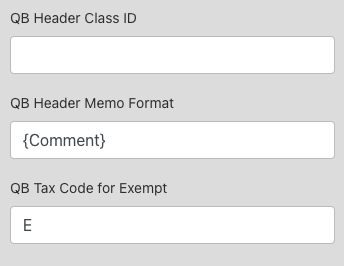 QB Header Class ID
QB Header Memo Format
{Comment}
QB Tax Code for Exempt
E